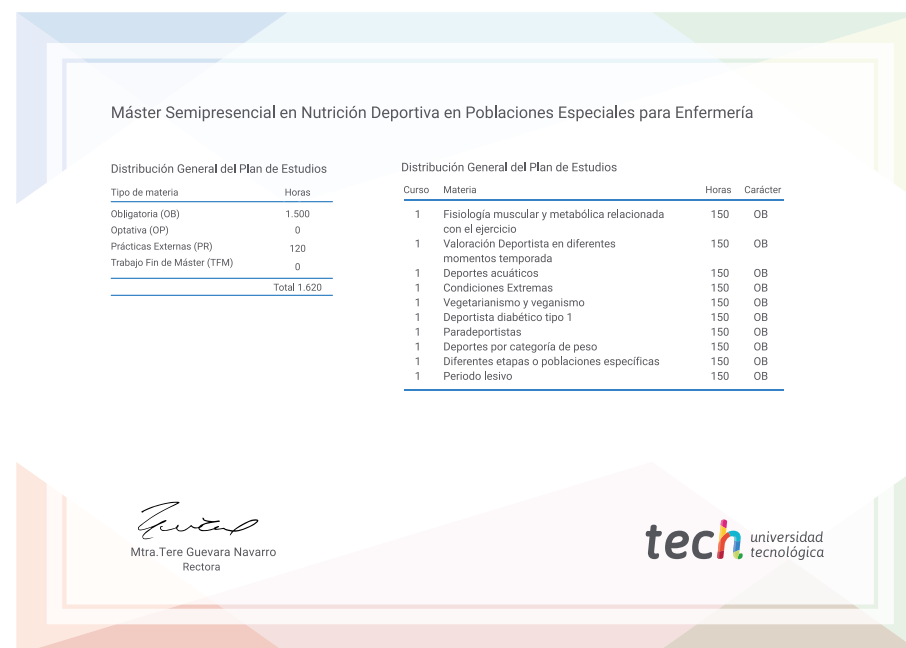 Máster Semipresencial en Nutrición Deportiva en Poblaciones Especiales para Enfermería
Distribución General del Plan de Estudios
Tipo de materia Horas
Obligatoria (OB) 1.500
Optativa (OP) 0
Prácticas Externas (PR) 120
Trabajo Fin de Máster (TFM) 0
Total 1.620
Distribución General del Plan de Estudios
Curso Materia Horas Carácter
1 Fisiología muscular y metabólica relacionada 150 OB
con el ejercicio
1 Valoración Deportista en diferentes 150 OB
momentos temporada
1 Deportes acuáticos 150 OB
1 Condiciones Extremas 150 OB
1 Vegetarianismo y veganismo 150 OB
1 Deportista diabético tipo 1 150 OB
1 Paradeportistas 150 OB
1 Deportes por categoría de peso 150 OB
1 Diferentes etapas o poblaciones específicas 150 OB
1 Periodo lesivo 150 OB
Mtra.Tere Guevara Navarro
Rectora
tech universidad
tecnológica